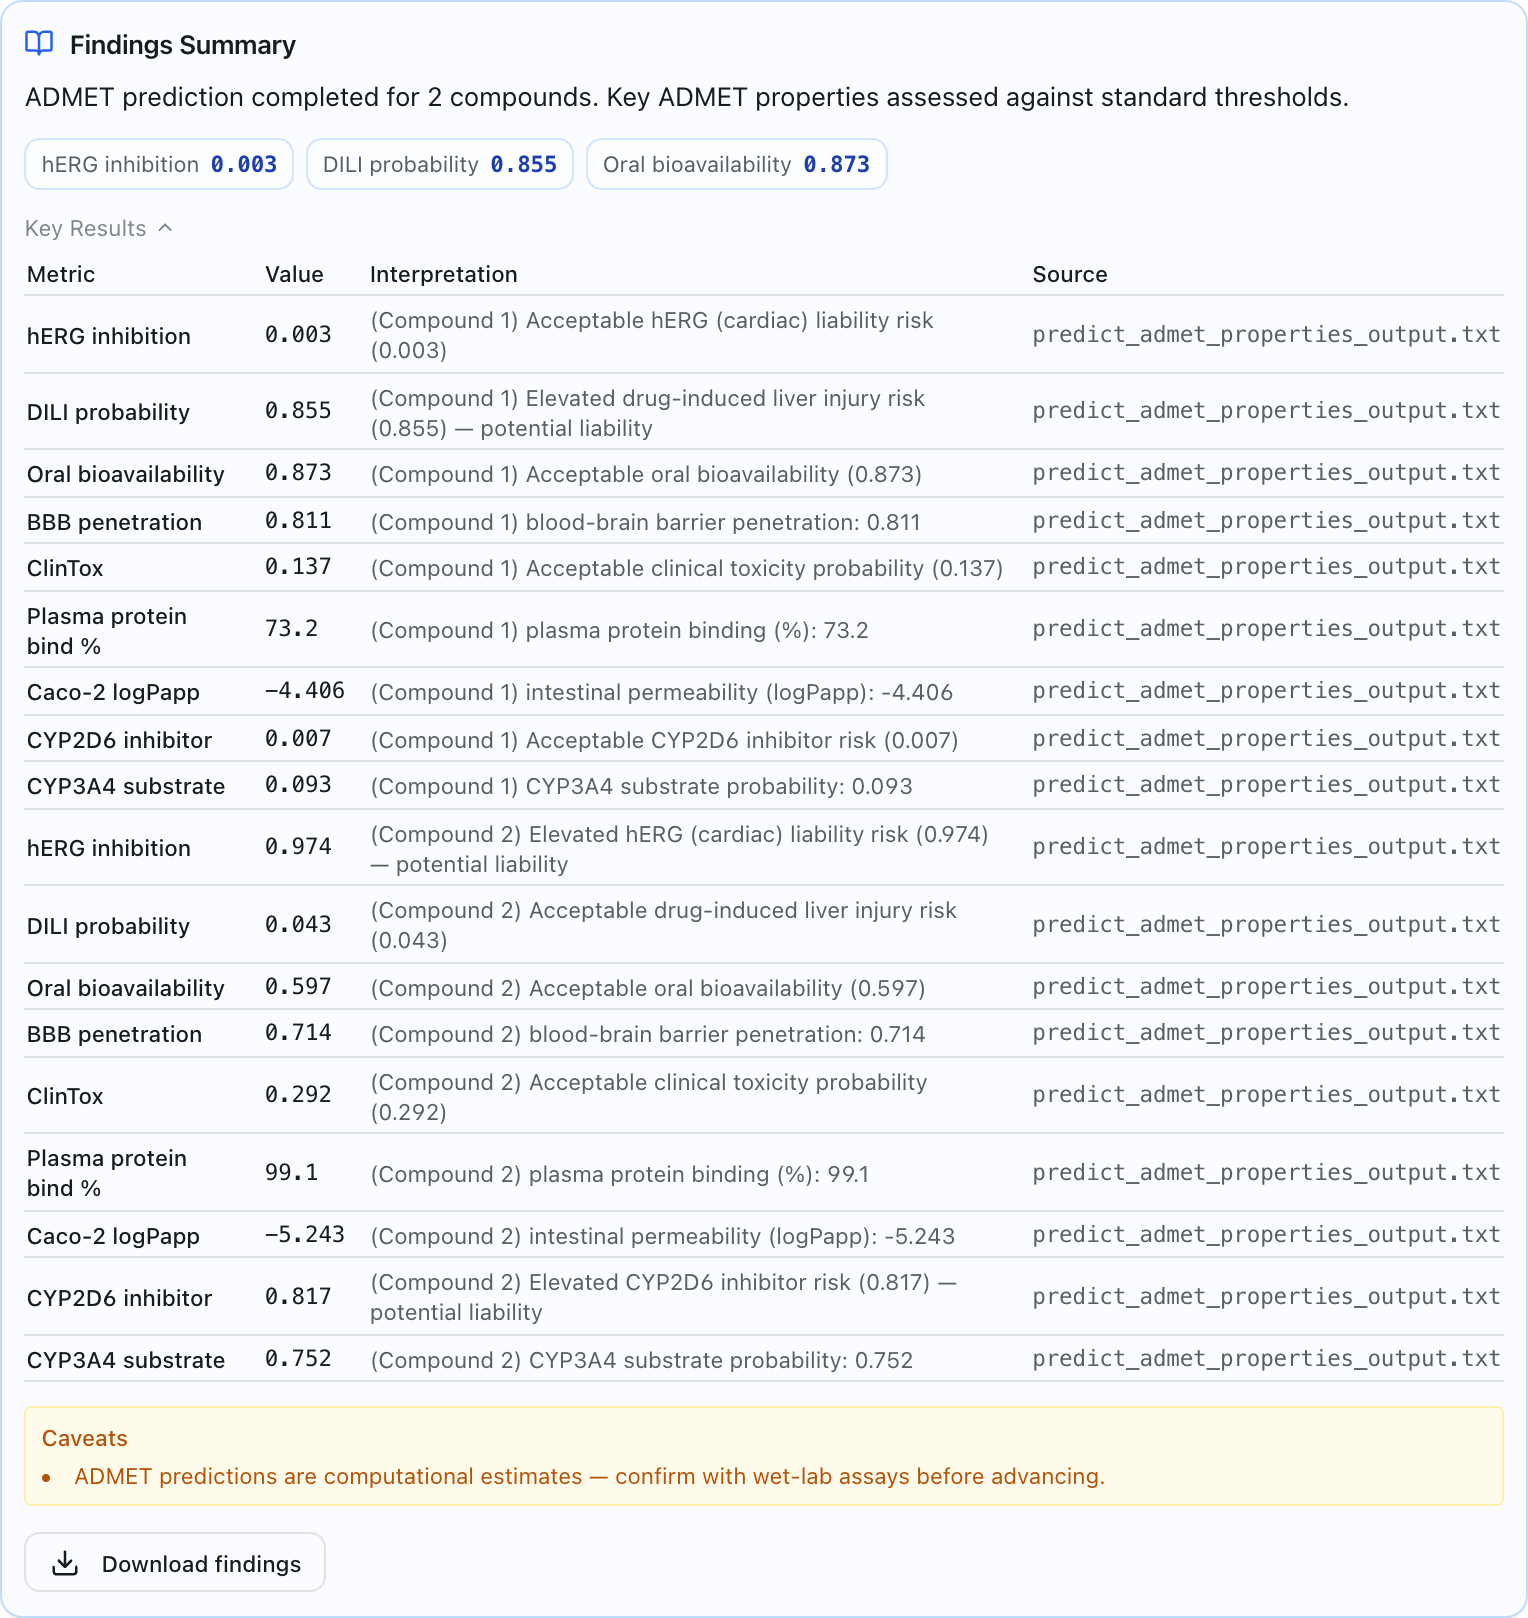 Findings Summary
ADMET prediction completed for 2 compounds. Key ADMET properties assessed against standard thresholds.
hERG inhibition 0.003 DILI probability 0.855 Oral bioavailability 0.873
Key Results
Metric Value Interpretation Source
hERG inhibition 0.003 (Compound 1) Acceptable hERG (cardiac) liability risk
(0.003) predict_admet_properties_output.txt
DILI probability 0.855 (Compound 1) Elevated drug-induced liver injury risk
(0.855) — potential liability predict_admet_properties_output.txt
Oral bioavailability 0.873 (Compound 1) Acceptable oral bioavailability (0.873) predict_admet_properties_output.txt
BBB penetration 0.811 (Compound 1) blood-brain barrier penetration: 0.811 predict_admet_properties_output.txt
ClinTox 0.137 (Compound 1) Acceptable clinical toxicity probability (0.137) predict_admet_properties_output.txt
Plasma protein
bind % 73.2 (Compound 1) plasma protein binding (%): 73.2 predict_admet_properties_output.txt
Caco-2 logPapp −4.406 (Compound 1) intestinal permeability (logPapp): -4.406 predict_admet_properties_output.txt
CYP2D6 inhibitor 0.007 (Compound 1) Acceptable CYP2D6 inhibitor risk (0.007) predict_admet_properties_output.txt
CYP3A4 substrate 0.093 (Compound 1) CYP3A4 substrate probability: 0.093 predict_admet_properties_output.txt
hERG inhibition 0.974 (Compound 2) Elevated hERG (cardiac) liability risk (0.974)
— potential liability predict_admet_properties_output.txt
DILI probability 0.043 (Compound 2) Acceptable drug-induced liver injury risk
(0.043) predict_admet_properties_output.txt
Oral bioavailability 0.597 (Compound 2) Acceptable oral bioavailability (0.597) predict_admet_properties_output.txt
BBB penetration 0.714 (Compound 2) blood-brain barrier penetration: 0.714 predict_admet_properties_output.txt
ClinTox 0.292 (Compound 2) Acceptable clinical toxicity probability
(0.292) predict_admet_properties_output.txt
Plasma protein
bind % 99.1 (Compound 2) plasma protein binding (%): 99.1 predict_admet_properties_output.txt
Caco-2 logPapp −5.243 (Compound 2) intestinal permeability (logPapp): -5.243 predict_admet_properties_output.txt
CYP2D6 inhibitor 0.817 (Compound 2) Elevated CYP2D6 inhibitor risk (0.817) —
potential liability predict_admet_properties_output.txt
CYP3A4 substrate 0.752 (Compound 2) CYP3A4 substrate probability: 0.752 predict_admet_properties_output.txt
Caveats
• ADMET predictions are computational estimates — confirm with wet-lab assays before advancing.
Download findings